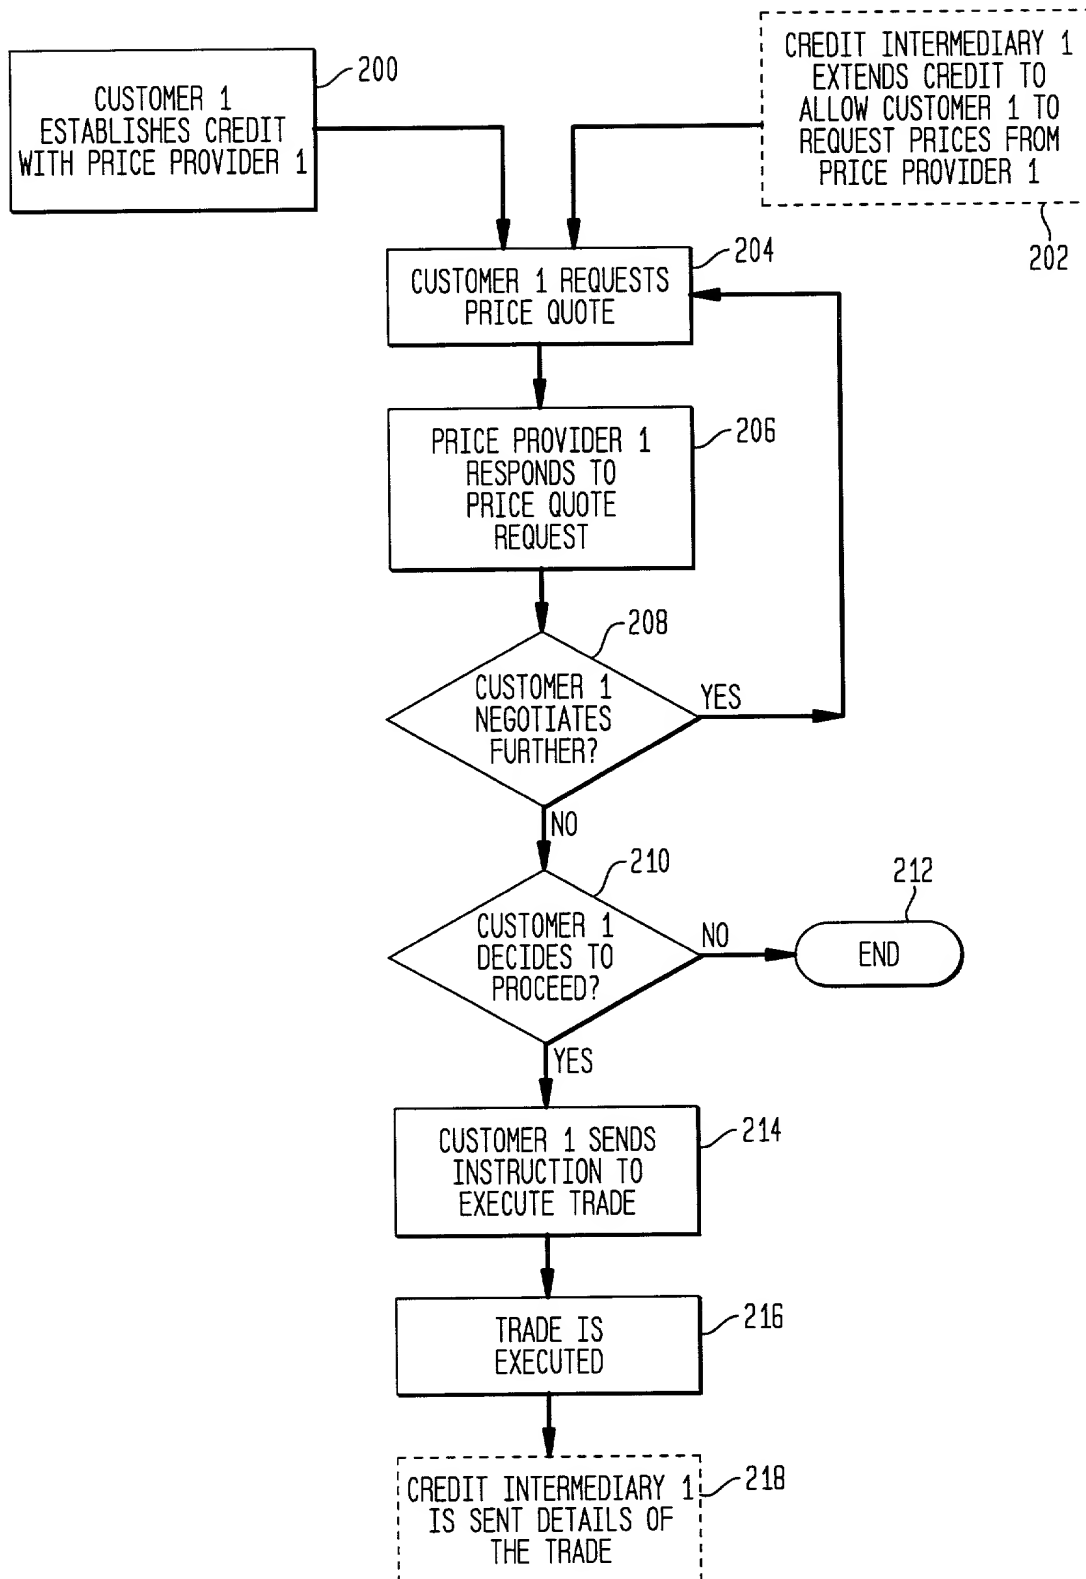 CUSTOMER 1
ESTABLISHES CREDIT
WITH PRICE PROVIDER 1
200
CREDIT INTERMEDIARY 1
EXTENDS CREDIT TO
ALLOW CUSTOMER 1 TO
REQUEST PRICES FROM
PRICE PROVIDER 1
202
CUSTOMER 1 REQUESTS
PRICE QUOTE
204
PRICE PROVIDER 1
RESPONDS TO
PRICE QUOTE
REQUEST
206
CUSTOMER 1
NEGOTIATES
FURTHER?
208
YES
NO
CUSTOMER 1
DECIDES TO
PROCEED?
210
NO
END
212
YES
CUSTOMER 1 SENDS
INSTRUCTION TO
EXECUTE TRADE
214
TRADE IS
EXECUTED
216
CREDIT INTERMEDIARY 1
IS SENT DETAILS OF
THE TRADE
218